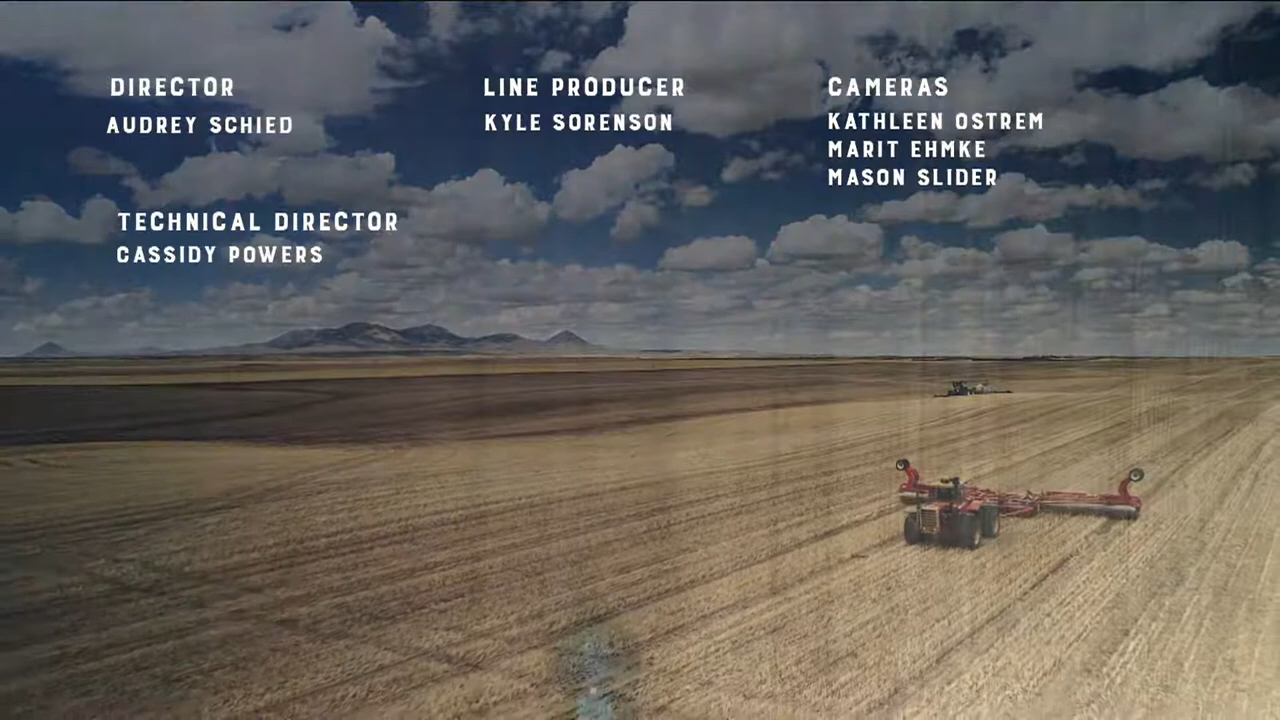 DIRECTOR
AUDREY SCHIED
TECHNICAL DIRECTOR
CASSIDY POWERS
LINE PRODUCER
KYLE SORENSON
CAMERAS
KATHLEEN OSTREM
MARIT EHMKE
MASON SLIDER